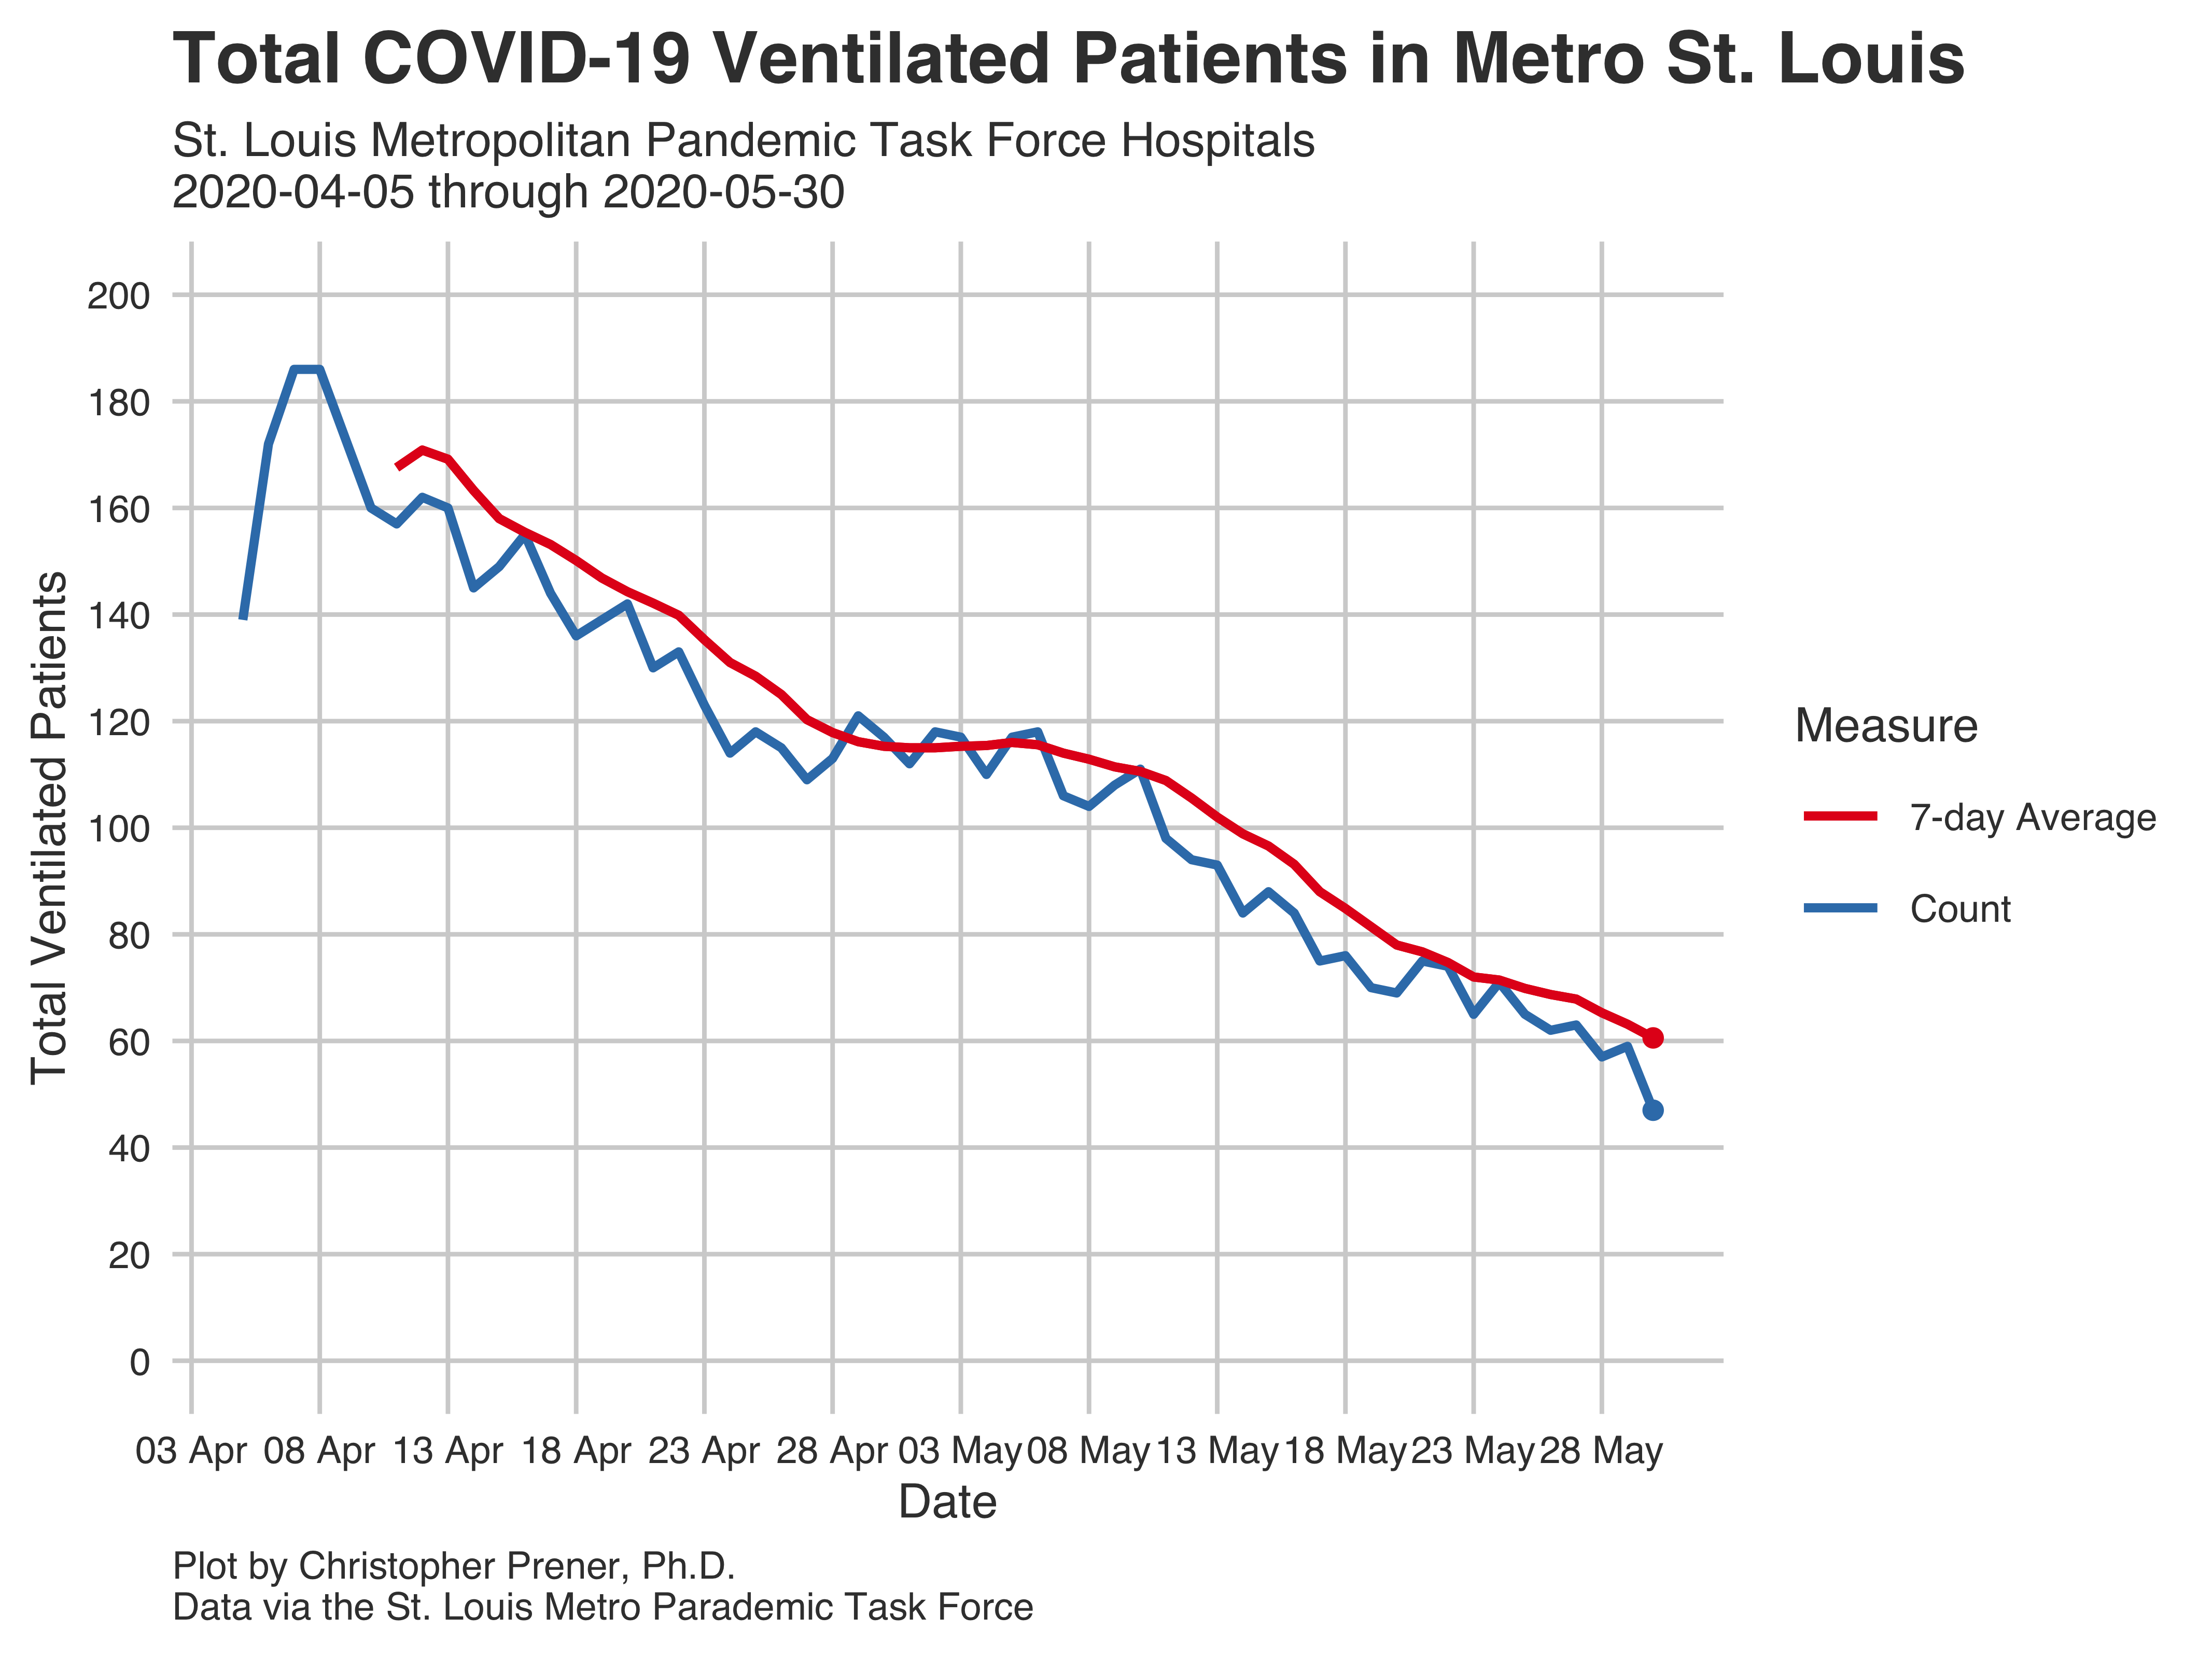 Total COVID-19 Ventilated Patients in Metro St. Louis
St. Louis Metropolitan Pandemic Task Force Hospitals
2020-04-05 through 2020-05-30
Total Ventilated Patients
200
180
160
140
120
100
80
60
40
20
0
03 Apr 08 Apr 13 Apr 18 Apr 23 Apr 28 Apr 03 May 08 May 13 May 18 May 23 May 28 May
Date
Measure
7-day Average
Count
Plot by Christopher Prener, Ph.D.
Data via the St. Louis Metro Parademic Task Force